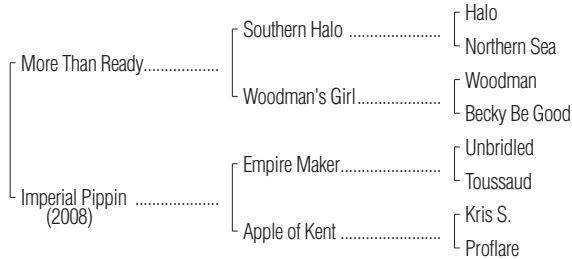 Halo
Southern Halo ....................
Northern Sea
More Than Ready..................
Woodman
Woodman's Girl....................
Becky Be Good
Unbridled
Empire Maker......................
Toussaud
Imperial Pippin ....................
(2008)
Kris S.
Apple of Kent ......................
Proflare